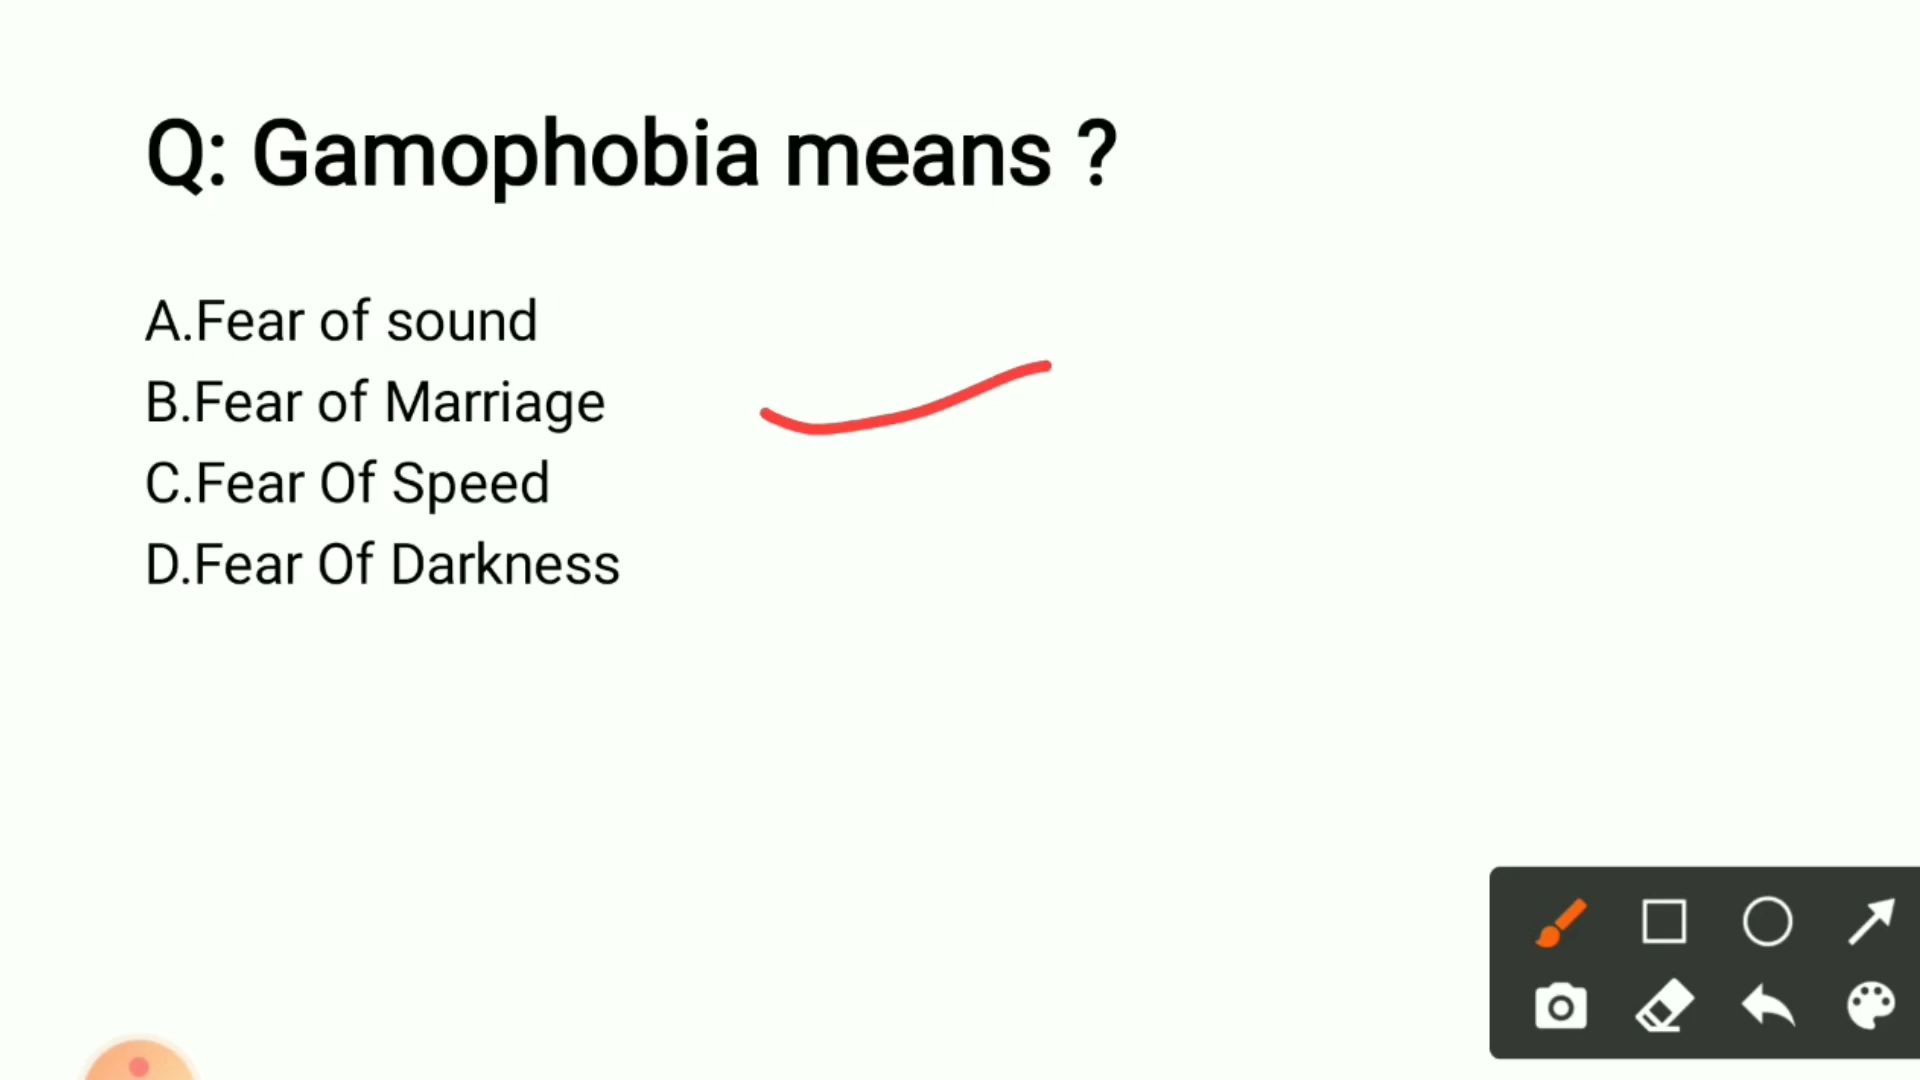 Q: Gamophobia means ?
A.Fear of sound
B.Fear of Marriage
C.Fear Of Speed
D.Fear Of Darkness